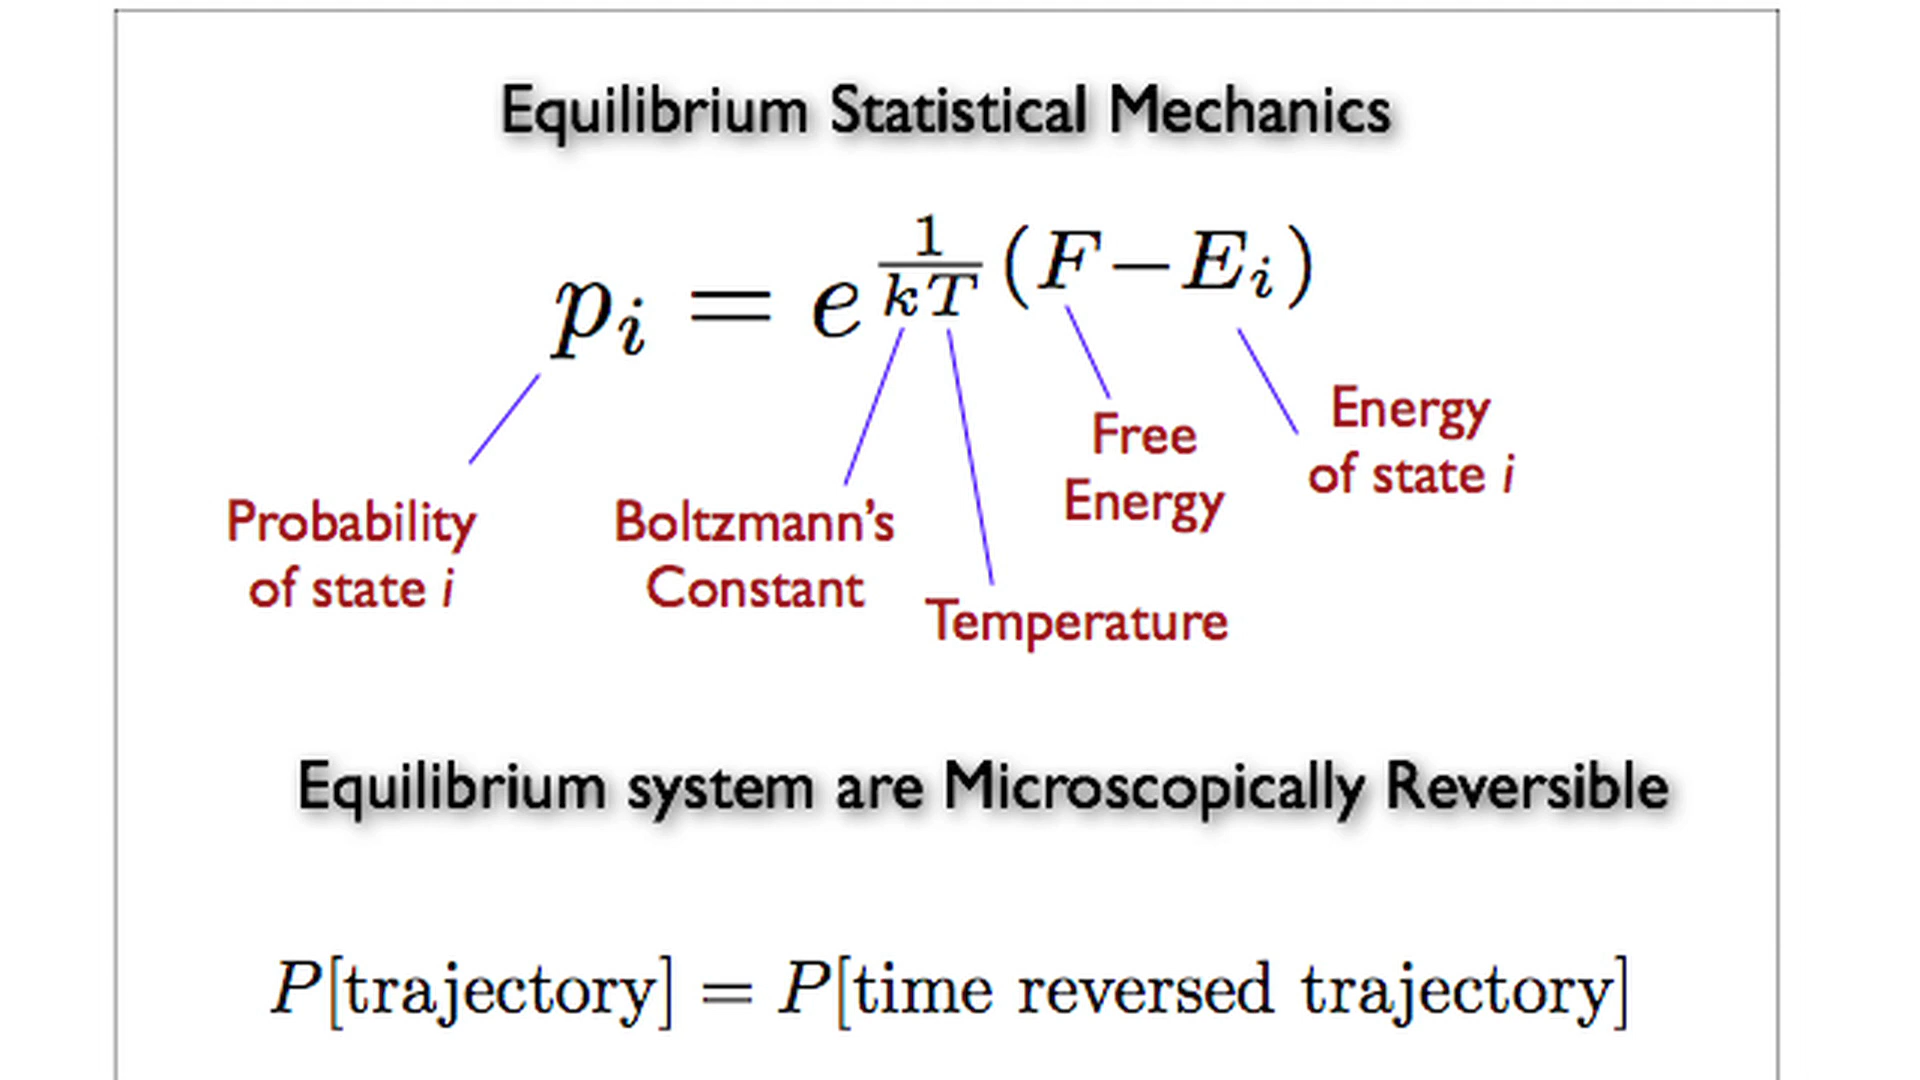 Equilibrium Statistical Mechanics
p_i = e^{\frac{1}{kT}(F-E_i)}
Energy
of state i
Free
Energy
Probability
of state i
Boltzmann's
Constant
Temperature
Equilibrium system are Microscopically Reversible
P[trajectory] = P[time reversed trajectory]